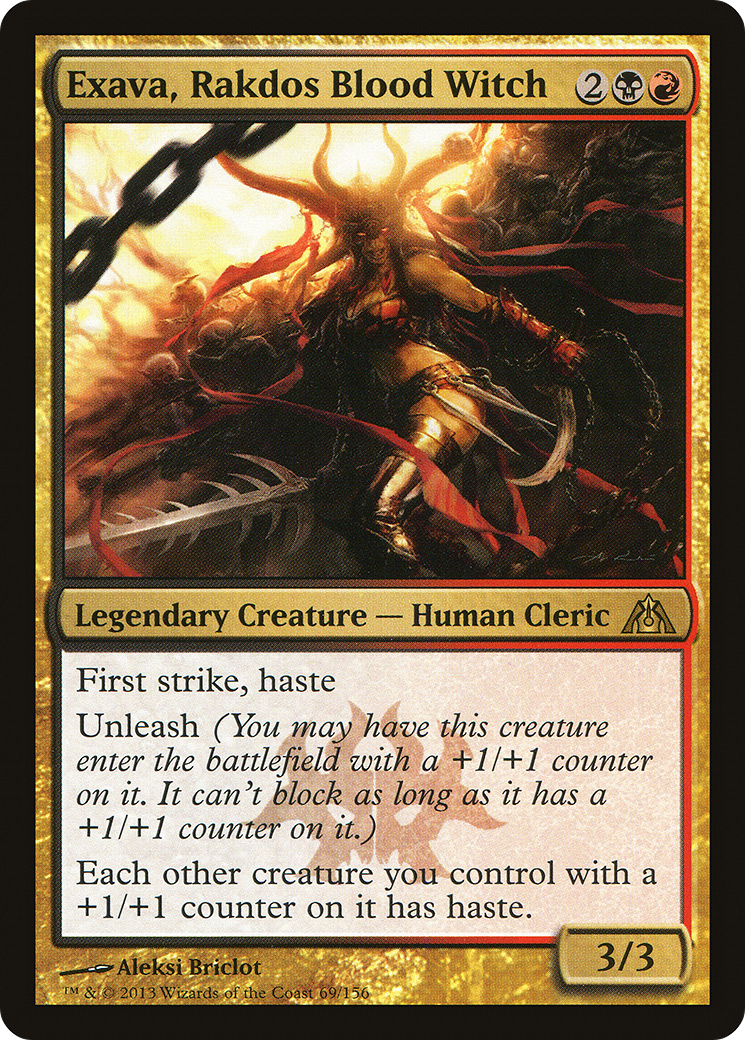 Exava, Rakdos Blood Witch 2
Legendary Creature — Human Cleric
First strike, haste
Unleash (You may have this creature
enter the battlefield with a +1/+1 counter
on it. It can't block as long as it has a
+1/+1 counter on it.)
Each other creature you control with a
+1/+1 counter on it has haste.
3/3
Aleksi Briclot
™ & © 2013 Wizards of the Coast 69/156